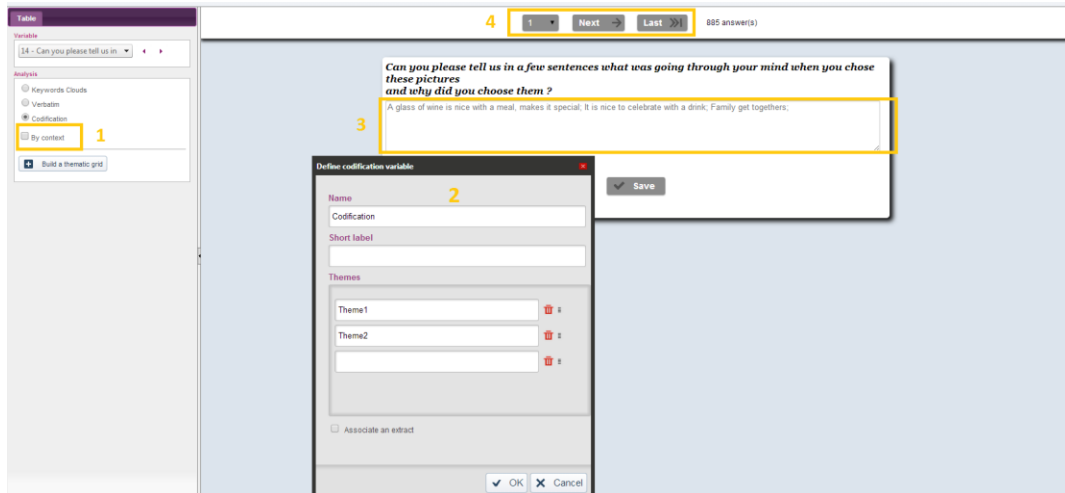 Table
Variable
14 - Can you please tell us in
Analysis
Keywords Clouds
Verbatim
Codification
By context
1
Build a thematic grid
4
1
Next
Last
885 answer(s)
Can you please tell us in a few sentences what was going through your mind when you chose
these pictures
and why did you choose them ?
3
A glass of wine is nice with a meal, makes it special; It is nice to celebrate with a drink; Family get togethers;
Save
Define codification variable
2
Name
Codification
Short label
Themes
Theme1
Theme2
Associate an extract
OK
Cancel